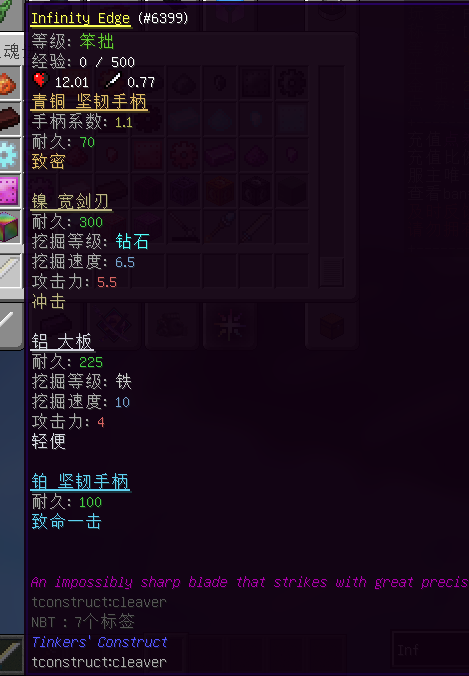 Infinity Edge (#6399)
等级: 笨拙
经验: 0 / 500
12.01 0.77
青铜 坚韧手柄
手柄系数: 1.1
耐久: 70
致密
镍 宽剑刃
耐久: 300
挖掘等级: 钻石
挖掘速度: 6.5
攻击力: 5.5
冲击
铝 大板
耐久: 225
挖掘等级: 铁
挖掘速度: 10
攻击力: 4
轻便
铂 坚韧手柄
耐久: 100
致命一击
An impossibly sharp blade that strikes with great precis
tconstruct:cleaver
NBT : 7个标签
Tinkers' Construct
tconstruct:cleaver
Inf